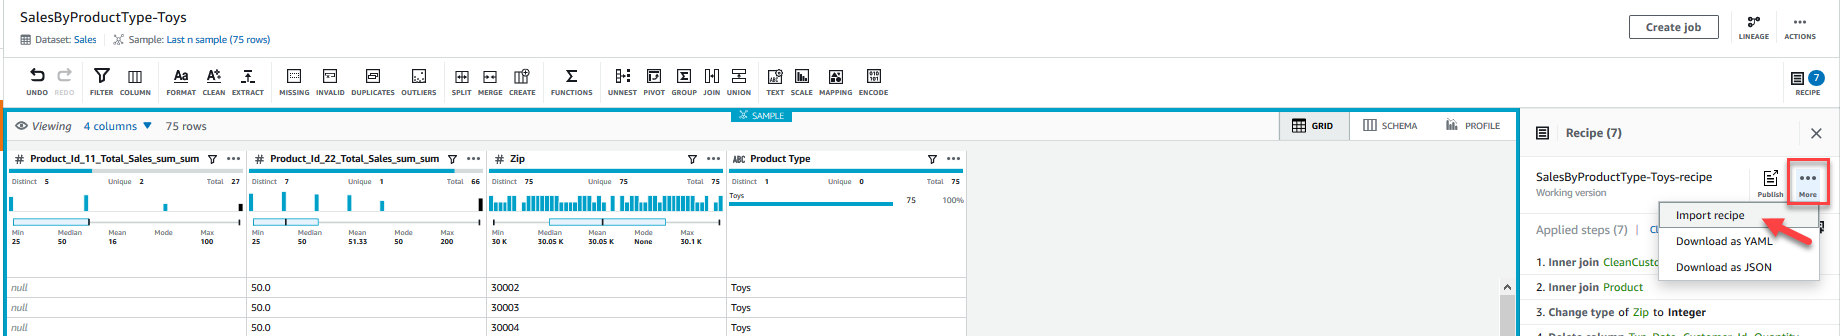 SalesByProductType-Toys
Dataset: Sales | Sample: Last n sample (75 rows)
Create job
LINEAGE
ACTIONS
UNDO REDO FILTER COLUMN FORMAT CLEAN EXTRACT MISSING INVALID DUPLICATES OUTLIERS SPLIT MERGE CREATE FUNCTIONS UNNEST PIVOT GROUP JOIN UNION TEXT SCALE MAPPING ENCODE
7
RECIPE
Viewing 4 columns 75 rows
SAMPLE
GRID SCHEMA PROFILE
# Product_Id_11_Total_Sales_sum_sum
Distinct 5 Unique 2 Total 27
Min Median Mean Mode Max
25 50 16 100
# Product_Id_22_Total_Sales_sum_sum
Distinct 7 Unique 1 Total 66
Min Median Mean Mode Max
25 50 51.33 50 200
# Zip
Distinct 75 Unique 75 Total 75
Min Median Mean Mode Max
30 K 30.05 K 30.05 K None 30.1 K
ABC Product Type
Distinct 1 Unique 0 Total 75
Toys 75 100%
null 50.0 30002 Toys
null 50.0 30003 Toys
null 50.0 30004 Toys
Recipe (7)
SalesByProductType-Toys-recipe
Working version
Publish
More
Import recipe
Download as YAML
Download as JSON
Applied steps (7) |
1. Inner join CleanCusto
2. Inner join Product
3. Change type of Zip to Integer